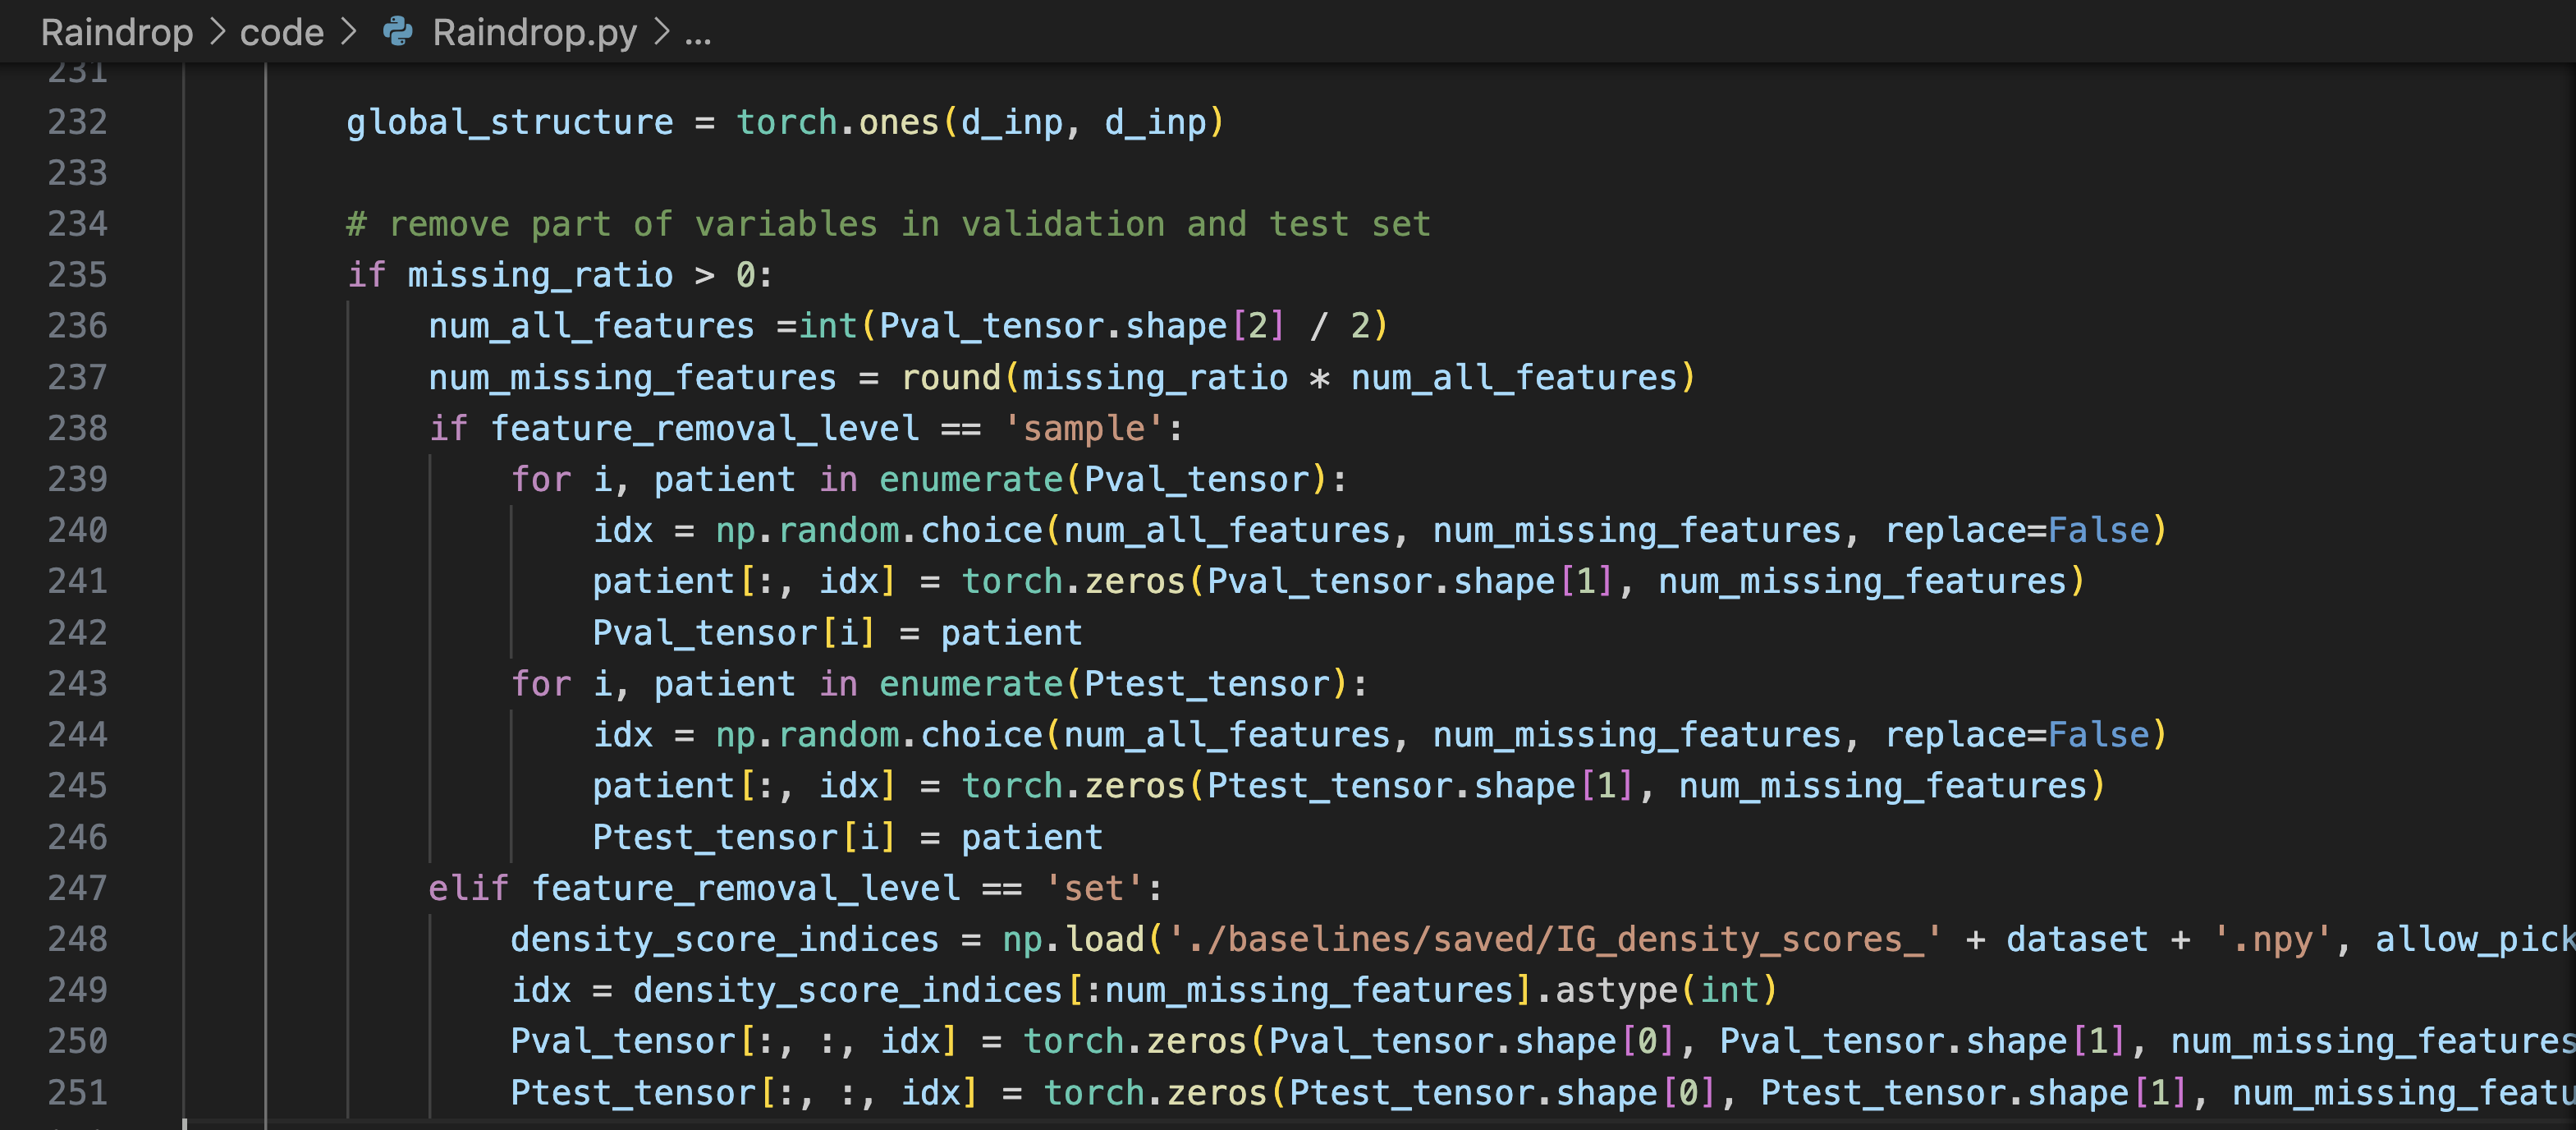 Raindrop > code > Raindrop.py > ...
231
232 global_structure = torch.ones(d_inp, d_inp)
233
234 # remove part of variables in validation and test set
235 if missing_ratio > 0:
236     num_all_features =int(Pval_tensor.shape[2] / 2)
237     num_missing_features = round(missing_ratio * num_all_features)
238     if feature_removal_level == 'sample':
239         for i, patient in enumerate(Pval_tensor):
240             idx = np.random.choice(num_all_features, num_missing_features, replace=False)
241             patient[:, idx] = torch.zeros(Pval_tensor.shape[1], num_missing_features)
242             Pval_tensor[i] = patient
243         for i, patient in enumerate(Ptest_tensor):
244             idx = np.random.choice(num_all_features, num_missing_features, replace=False)
245             patient[:, idx] = torch.zeros(Ptest_tensor.shape[1], num_missing_features)
246             Ptest_tensor[i] = patient
247     elif feature_removal_level == 'set':
248         density_score_indices = np.load('./baselines/saved/IG_density_scores_' + dataset + '.npy', allow_pick
249         idx = density_score_indices[:num_missing_features].astype(int)
250         Pval_tensor[:, :, idx] = torch.zeros(Pval_tensor.shape[0], Pval_tensor.shape[1], num_missing_features
251         Ptest_tensor[:, :, idx] = torch.zeros(Ptest_tensor.shape[0], Ptest_tensor.shape[1], num_missing_featu